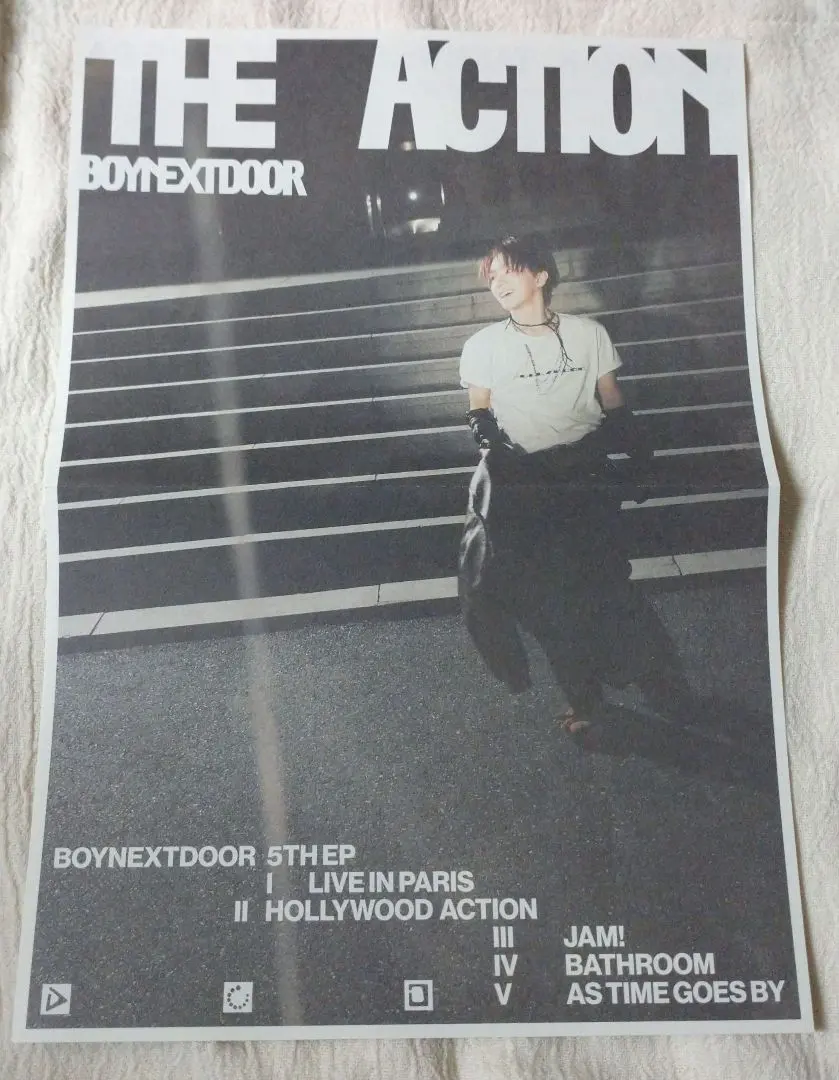 THE ACTION
BOYNEXTDOOR
BOYNEXTDOOR 5TH EP
I LIVE IN PARIS
II HOLLYWOOD ACTION
III JAM!
IV BATHROOM
V AS TIME GOES BY